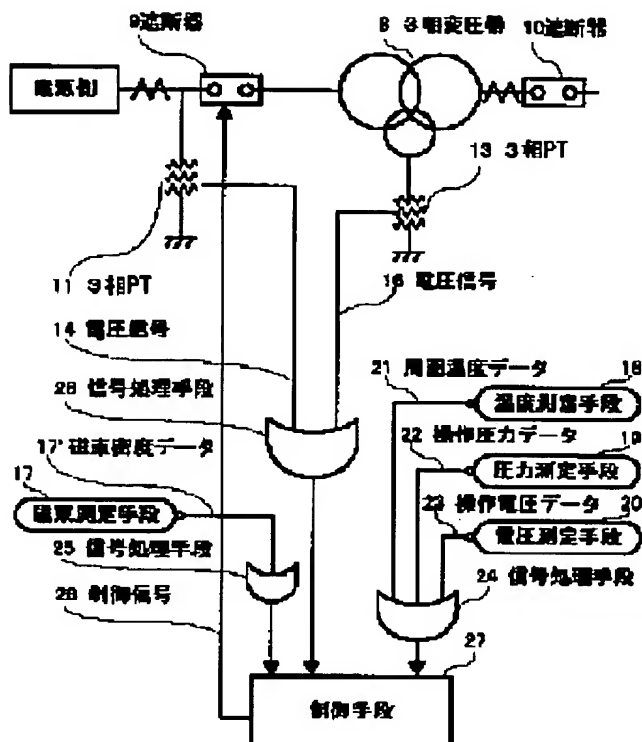 9遮断器
8 3相変圧器
10遮断器
電源側
13 3相PT
11 3相PT
16 電圧信号
14 電圧信号
21 周囲温度データ
18
26 信号処理手段
温度測定手段
22 操作圧力データ
19
17' 磁束密度データ
圧力測定手段
17
23 操作電圧データ
20
磁束測定手段
電圧測定手段
25 信号処理手段
24 信号処理手段
28 制御信号
27
制御手段